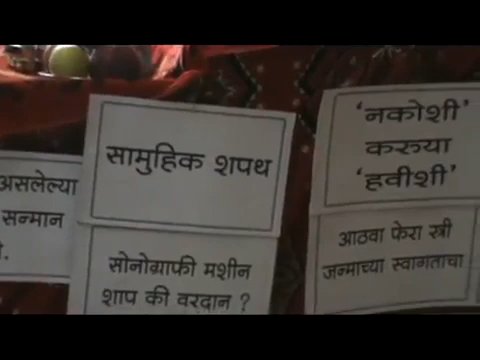 असलेल्या
सन्मान
सामुहिक शपथ
सोनोग्राफी मशीन
शाप की वरदान ?
‘नकोशी’
करुया
‘हवीशी’
आठवा फेरा स्त्री
जन्माच्या स्वागताचा